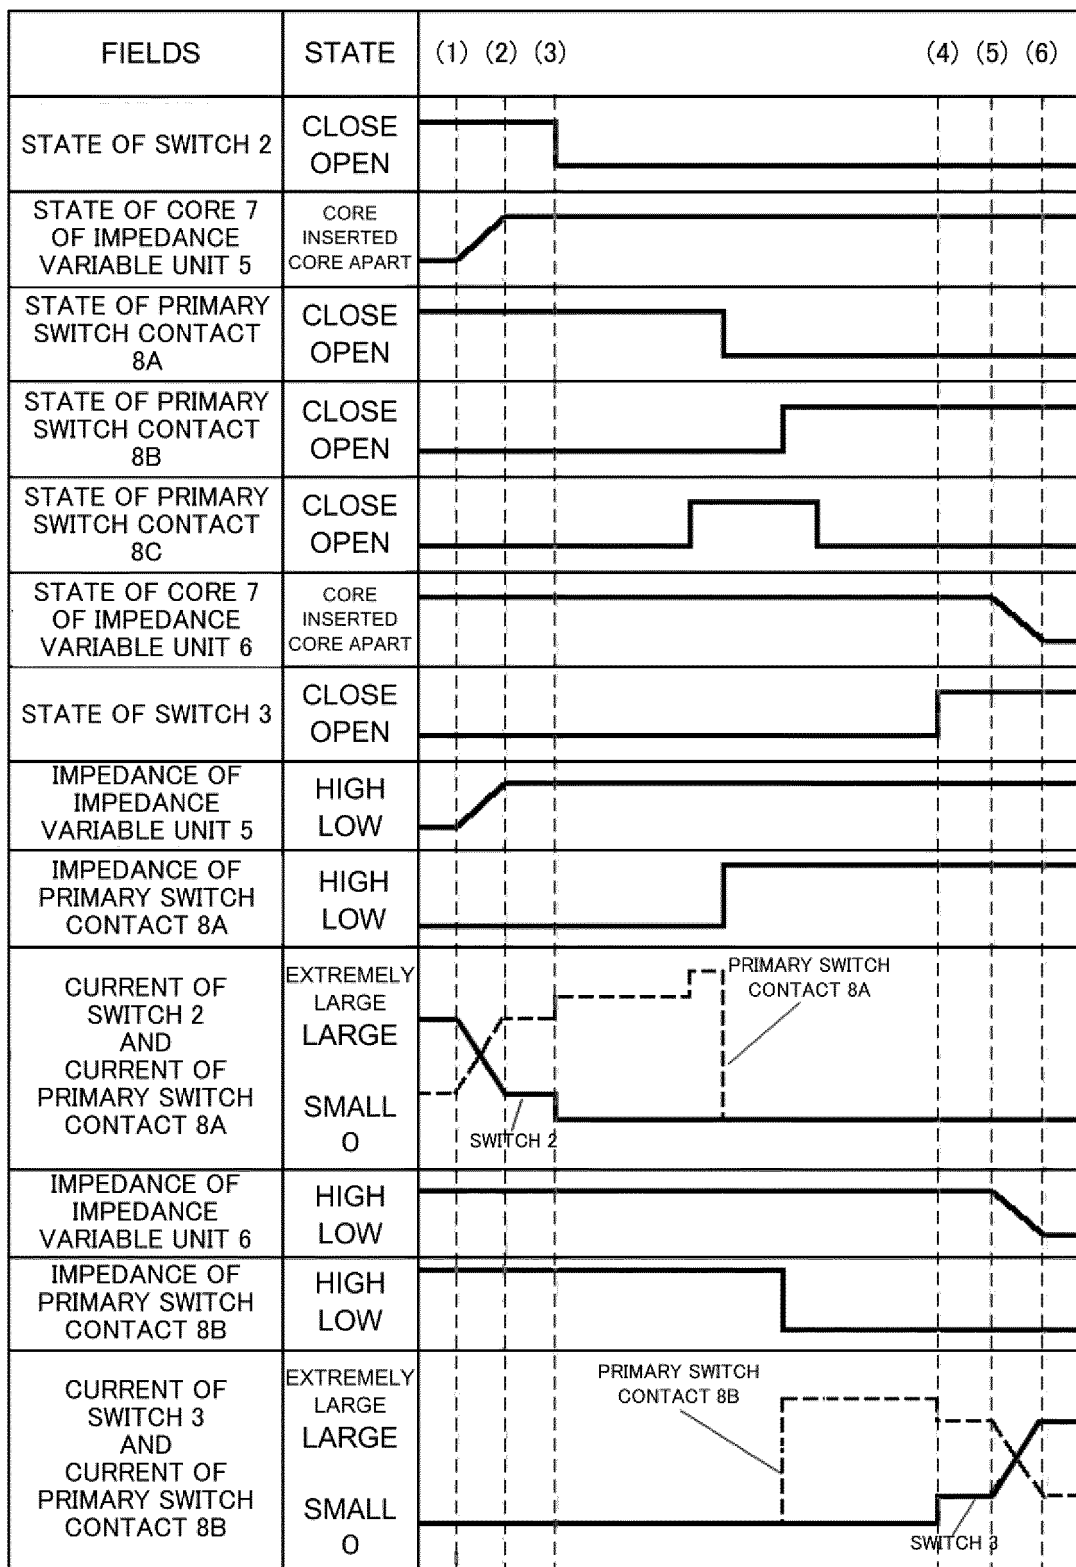 FIELDS
STATE
(1) (2) (3)
(4) (5) (6)
STATE OF SWITCH 2
CLOSE
OPEN
STATE OF CORE 7
OF IMPEDANCE
VARIABLE UNIT 5
CORE
INSERTED
CORE APART
STATE OF PRIMARY
SWITCH CONTACT
8A
CLOSE
OPEN
STATE OF PRIMARY
SWITCH CONTACT
8B
CLOSE
OPEN
STATE OF PRIMARY
SWITCH CONTACT
8C
CLOSE
OPEN
STATE OF CORE 7
OF IMPEDANCE
VARIABLE UNIT 6
CORE
INSERTED
CORE APART
STATE OF SWITCH 3
CLOSE
OPEN
IMPEDANCE OF
IMPEDANCE
VARIABLE UNIT 5
HIGH
LOW
IMPEDANCE OF
PRIMARY SWITCH
CONTACT 8A
HIGH
LOW
CURRENT OF
SWITCH 2
AND
CURRENT OF
PRIMARY SWITCH
CONTACT 8A
EXTREMELY
LARGE
LARGE
SMALL
0
PRIMARY SWITCH
CONTACT 8A
SWITCH 2
IMPEDANCE OF
IMPEDANCE
VARIABLE UNIT 6
HIGH
LOW
IMPEDANCE OF
PRIMARY SWITCH
CONTACT 8B
HIGH
LOW
CURRENT OF
SWITCH 3
AND
CURRENT OF
PRIMARY SWITCH
CONTACT 8B
EXTREMELY
LARGE
LARGE
SMALL
0
PRIMARY SWITCH
CONTACT 8B
SWITCH 3